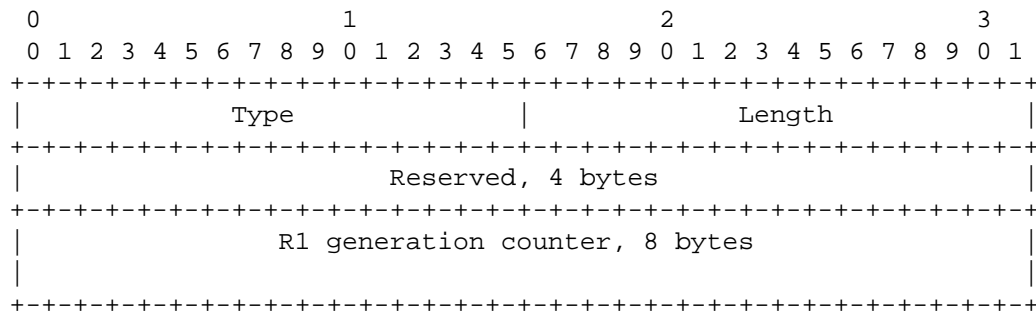 0                   1                   2                   3
 0 1 2 3 4 5 6 7 8 9 0 1 2 3 4 5 6 7 8 9 0 1 2 3 4 5 6 7 8 9 0 1
+-+-+-+-+-+-+-+-+-+-+-+-+-+-+-+-+-+-+-+-+-+-+-+-+-+-+-+-+-+-+-+-+
|             Type              |             Length            |
+-+-+-+-+-+-+-+-+-+-+-+-+-+-+-+-+-+-+-+-+-+-+-+-+-+-+-+-+-+-+-+-+
|                       Reserved, 4 bytes                       |
+-+-+-+-+-+-+-+-+-+-+-+-+-+-+-+-+-+-+-+-+-+-+-+-+-+-+-+-+-+-+-+-+
|                R1 generation counter, 8 bytes                 |
|                                                               |
+-+-+-+-+-+-+-+-+-+-+-+-+-+-+-+-+-+-+-+-+-+-+-+-+-+-+-+-+-+-+-+-+